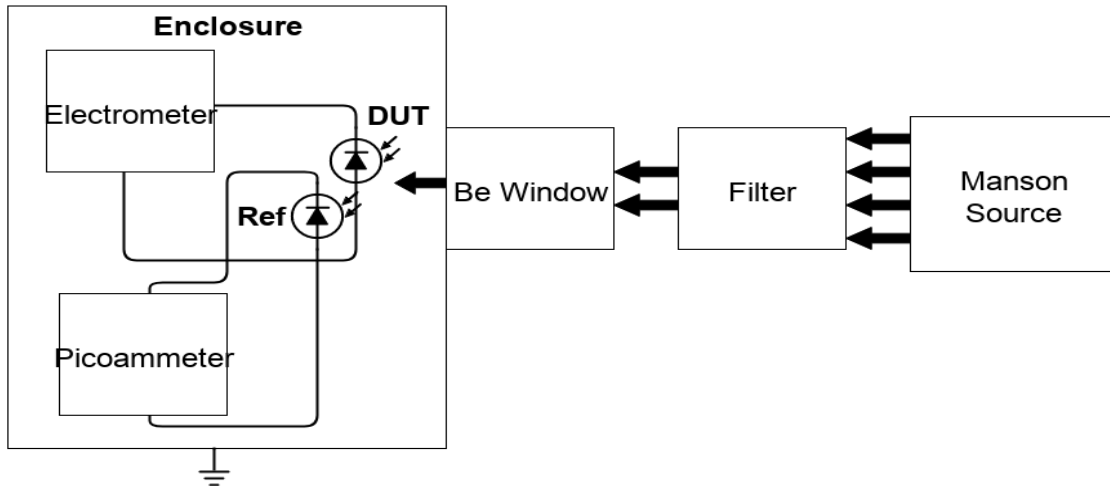 Enclosure
Electrometer
DUT
Ref
Picoammeter
Be Window
Filter
Manson
Source